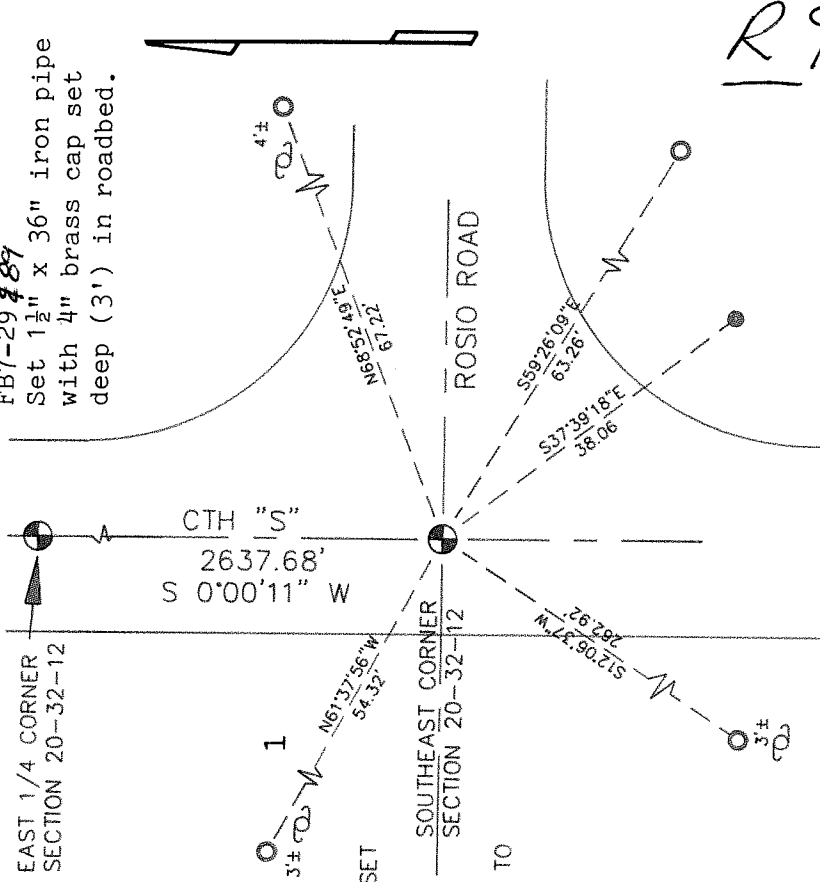 R 9
FB7-29 & 89
Set 1½" x 36" iron pipe
with 4" brass cap set
deep (3') in roadbed.
4'±
N68°52'49"E
67.22'
ROSIO ROAD
S59°26'09"E
63.26'
S37°39'18"E
38.06
CTH "S"
2637.68'
S 0°00'11" W
EAST 1/4 CORNER
SECTION 20-32-12
N61°37'56"W
54.32'
1
3'±
SOUTHEAST CORNER
SECTION 20-32-12
S12°06'37"W
262.92'
3'±
SET
TO